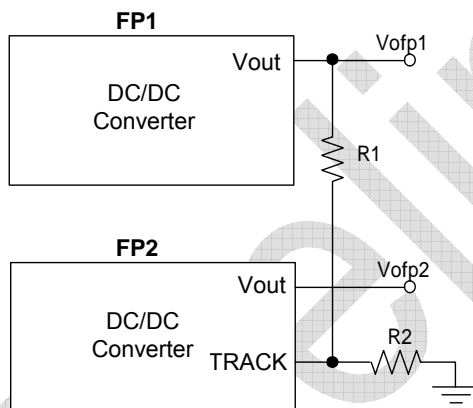 FP1
Vout
Vofp1
DC/DC
Converter
R1
FP2
Vout
Vofp2
DC/DC
Converter
R2
TRACK